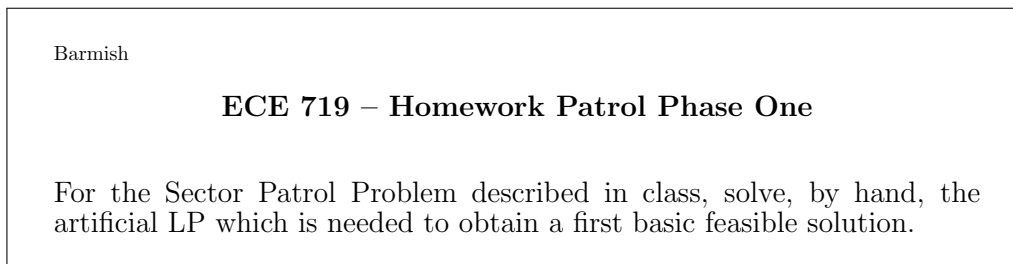 Barmish
ECE 719 – Homework Patrol Phase One
For the Sector Patrol Problem described in class, solve, by hand, the
artificial LP which is needed to obtain a first basic feasible solution.